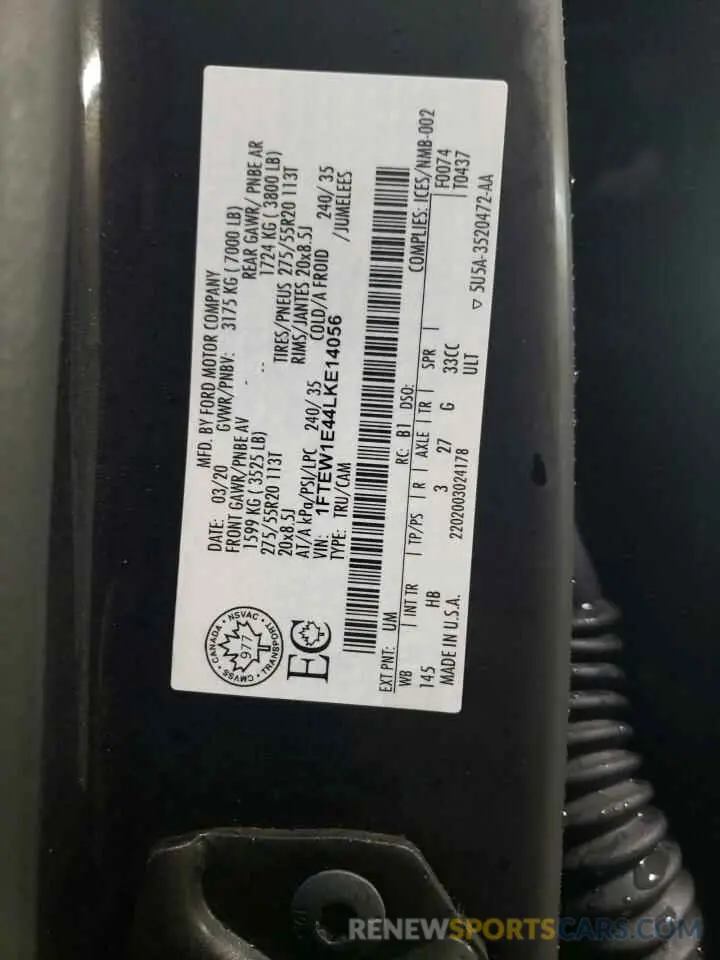 MFD. BY FORD MOTOR COMPANY
DATE: 03/20 GVWR/PNBV: 3175 KG ( 7000 LB)
FRONT GAWR/PNBE AV REAR GAWR/ PNBE AR
1599 KG ( 3525 LB) 1724 KG ( 3800 LB)
275/55R20 113T TIRES/PNEUS 275/55R20 113T
20x8.5J RIMS/JANTES 20x8.5J
AT/A kPa/PSI/LPC 240/ 35 COLD/A FROID 240/ 35
VIN: 1FTEW1E44LKE14056 /JUMELEES
TYPE: TRU/CAM
CANADA • NSVAC • TRANSPORT • CMVSS
977
EC
EXT PNT: UM RC: B1 DSO: COMPLIES: ICES/NMB-002
WB INT TR TP/PS R AXLE TR SPR F0074
145 HB 3 27 G 33CC T0437
ULT
MADE IN U.S.A. 2202003024178 ▽ 5U5A-3520472-AA
RENEWSPORTSCARS.COM